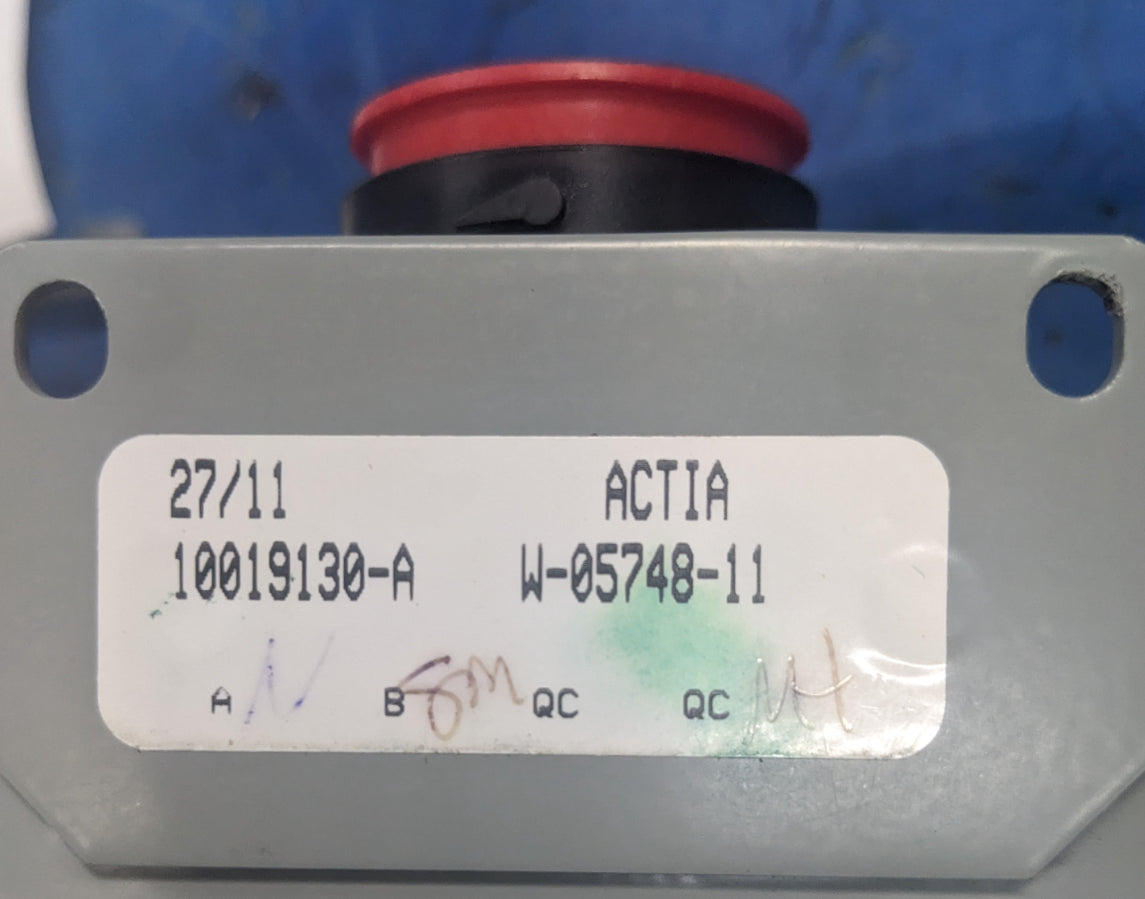 27/11 ACTIA
10019130-A W-05748-11
A B QC QC